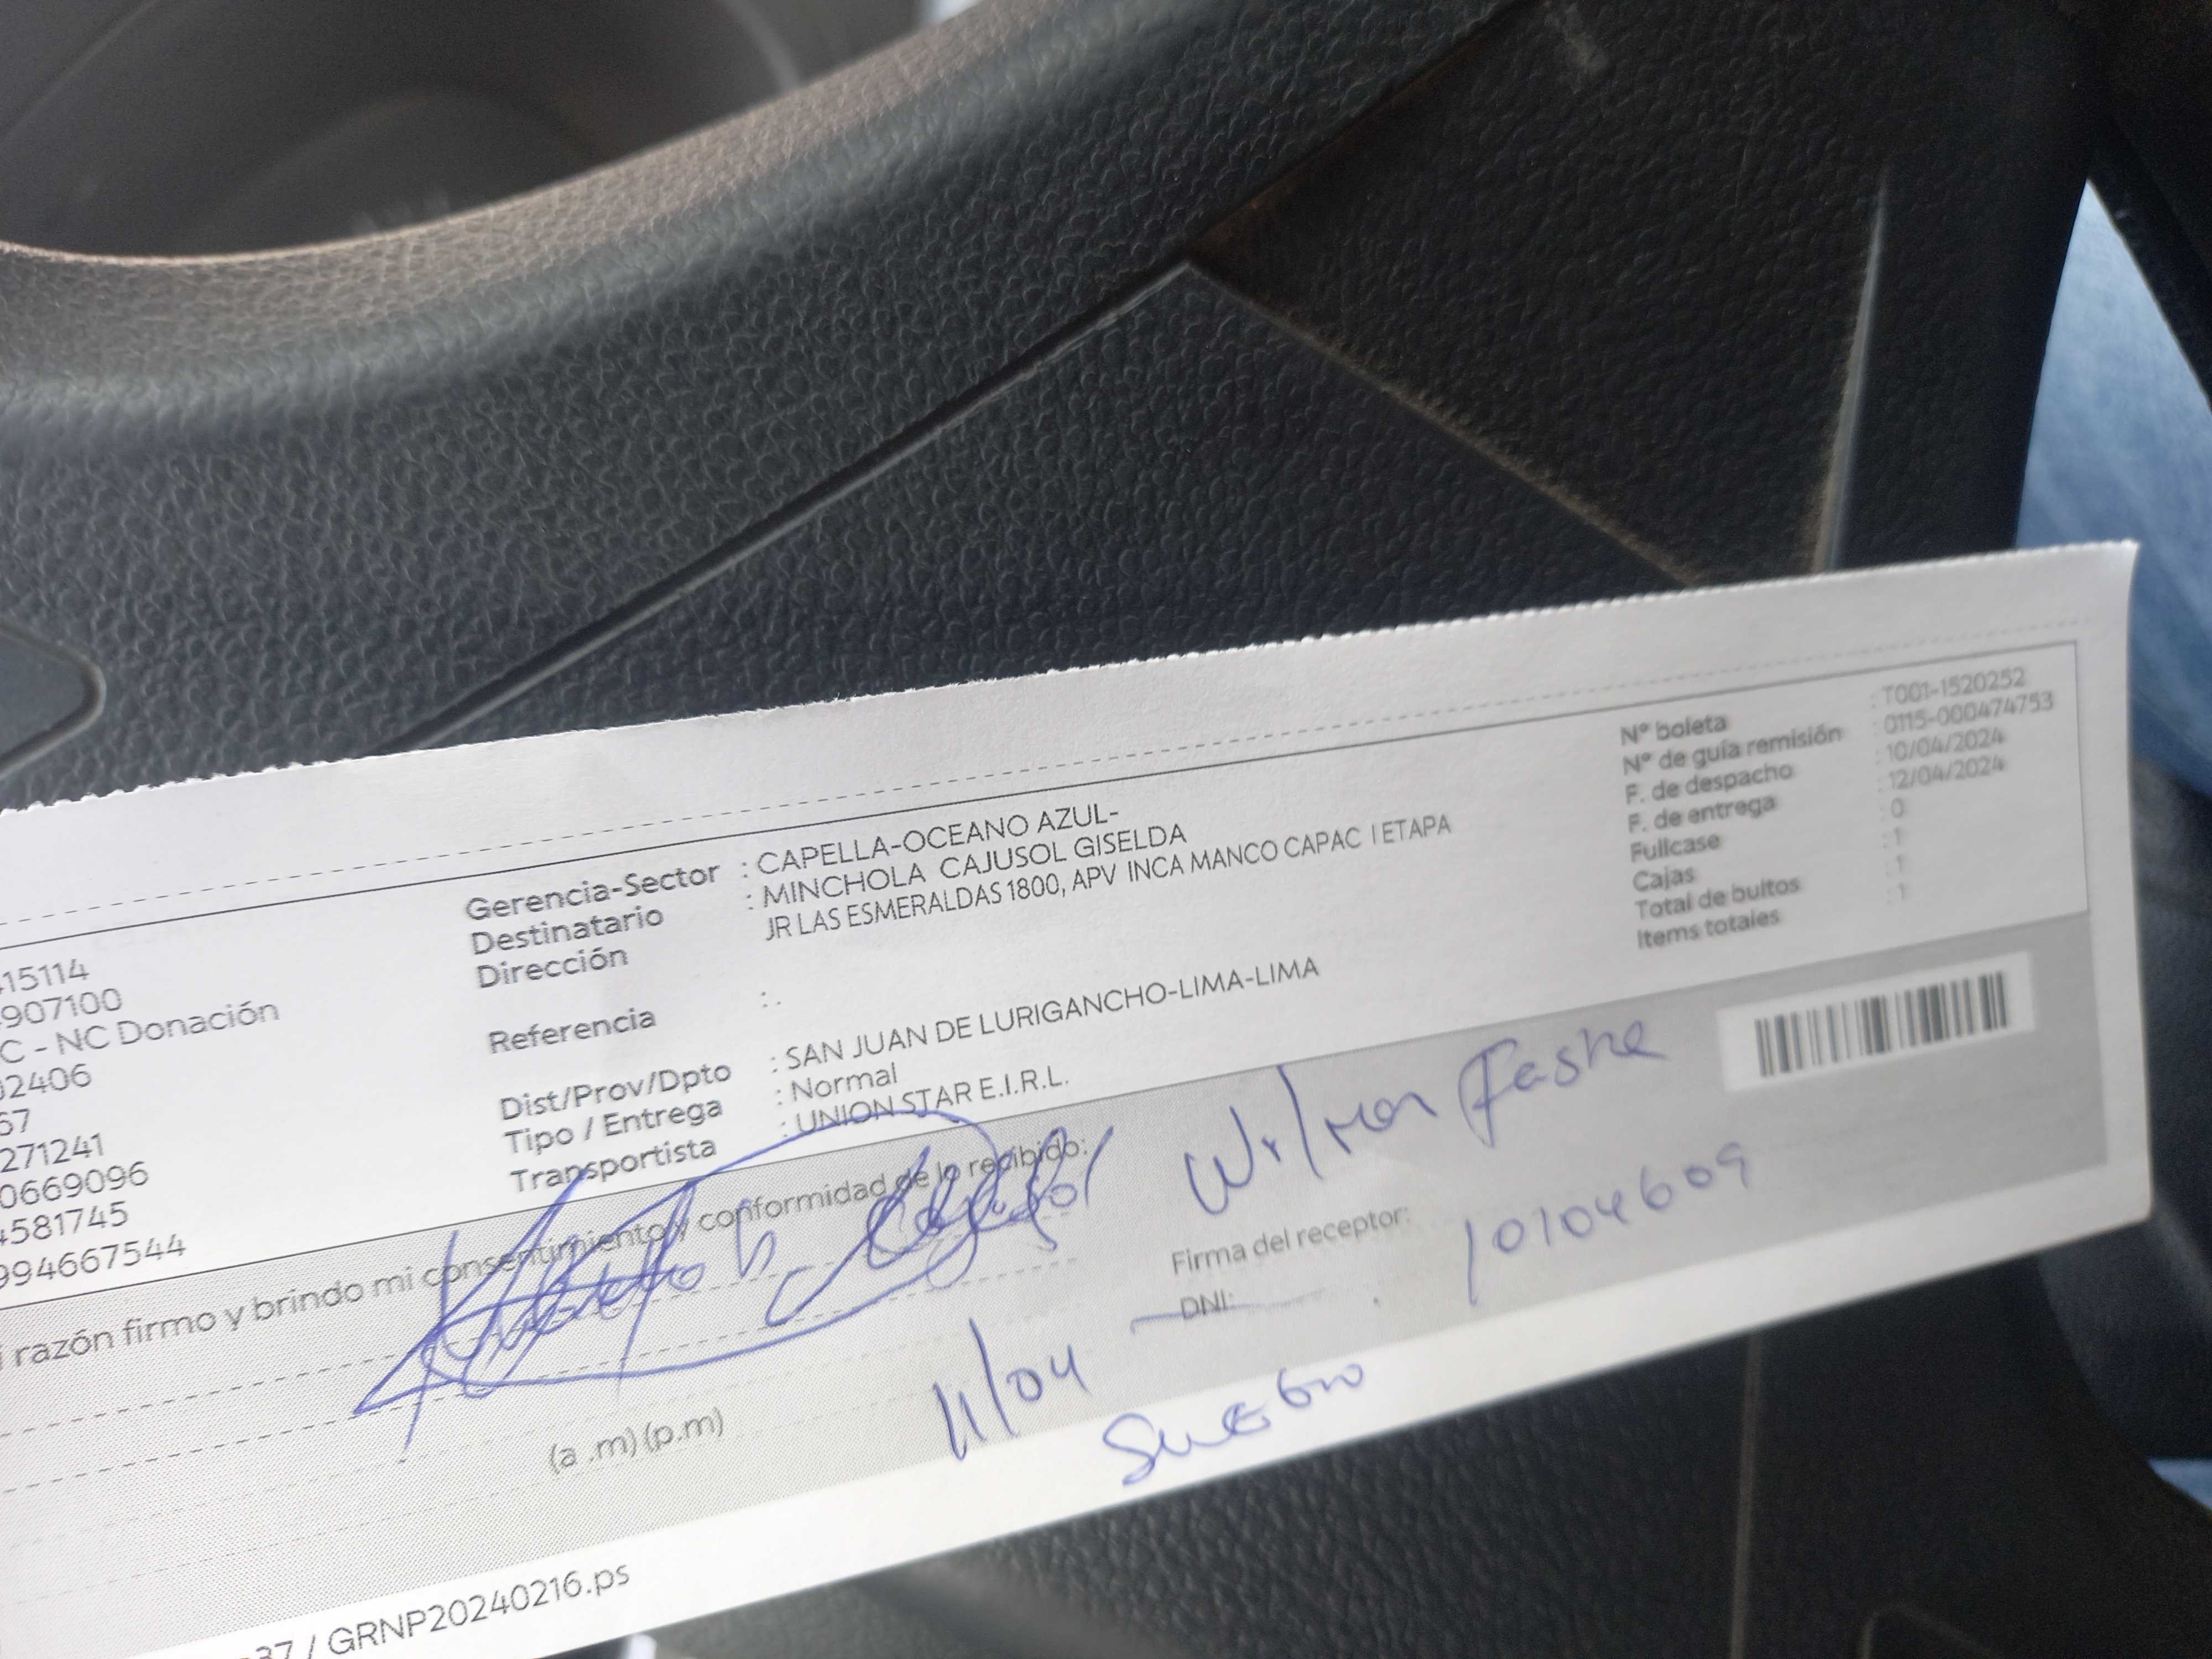 15114
907100
C - NC Donación
02406
67
271241
0669096
4581745
994667544
Gerencia-Sector : CAPELLA-OCEANO AZUL-
Destinatario : MINCHOLA CAJUSOL GISELDA
Dirección : JR LAS ESMERALDAS 1800, APV INCA MANCO CAPAC I ETAPA
Referencia : .
Dist/Prov/Dpto : SAN JUAN DE LURIGANCHO-LIMA-LIMA
Tipo / Entrega : Normal
Transportista : UNION STAR E.I.R.L.
N° boleta : T001-1520252
N° de guía remisión : 0115-000474753
F. de despacho : 10/04/2024
F. de entrega : 12/04/2024
Fullcase : 0
Cajas : 1
Total de bultos : 1
Items totales : 1
razón firmo y brindo mi consentimiento y conformidad de lo recibido:
Firma del receptor:
DNI: 10104609
(a .m) (p.m)
11/04
Suegro
37 / GRNP20240216.ps